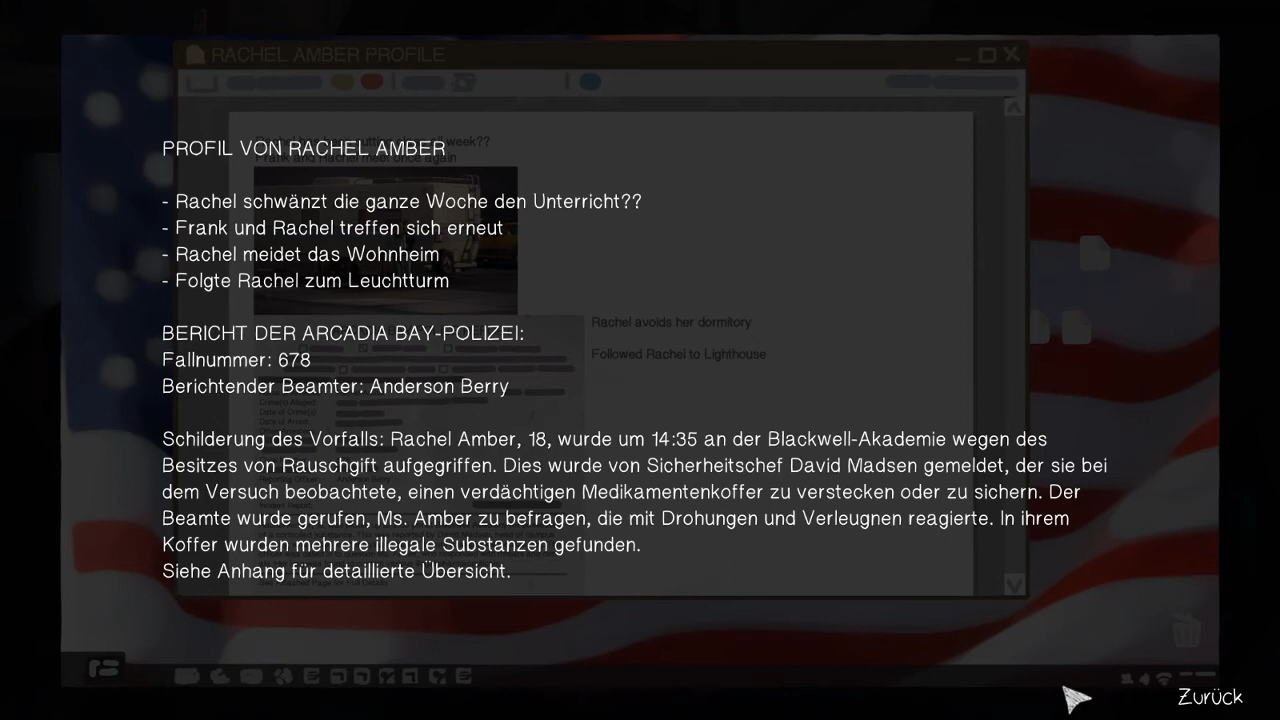 RACHEL AMBER PROFILE
PROFIL VON RACHEL AMBER
- Rachel schwänzt die ganze Woche den Unterricht??
- Frank und Rachel treffen sich erneut
- Rachel meidet das Wohnheim
- Folgte Rachel zum Leuchtturm
Rachel avoids her dormitory
Followed Rachel to Lighthouse
BERICHT DER ARCADIA BAY-POLIZEI:
Fallnummer: 678
Berichtender Beamter: Anderson Berry
Schilderung des Vorfalls: Rachel Amber, 18, wurde um 14:35 an der Blackwell-Akademie wegen des
Besitzes von Rauschgift aufgegriffen. Dies wurde von Sicherheitschef David Madsen gemeldet, der sie bei
dem Versuch beobachtete, einen verdächtigen Medikamentenkoffer zu verstecken oder zu sichern. Der
Beamte wurde gerufen, Ms. Amber zu befragen, die mit Drohungen und Verleugnen reagierte. In ihrem
Koffer wurden mehrere illegale Substanzen gefunden.
Siehe Anhang für detaillierte Übersicht.
Zurück